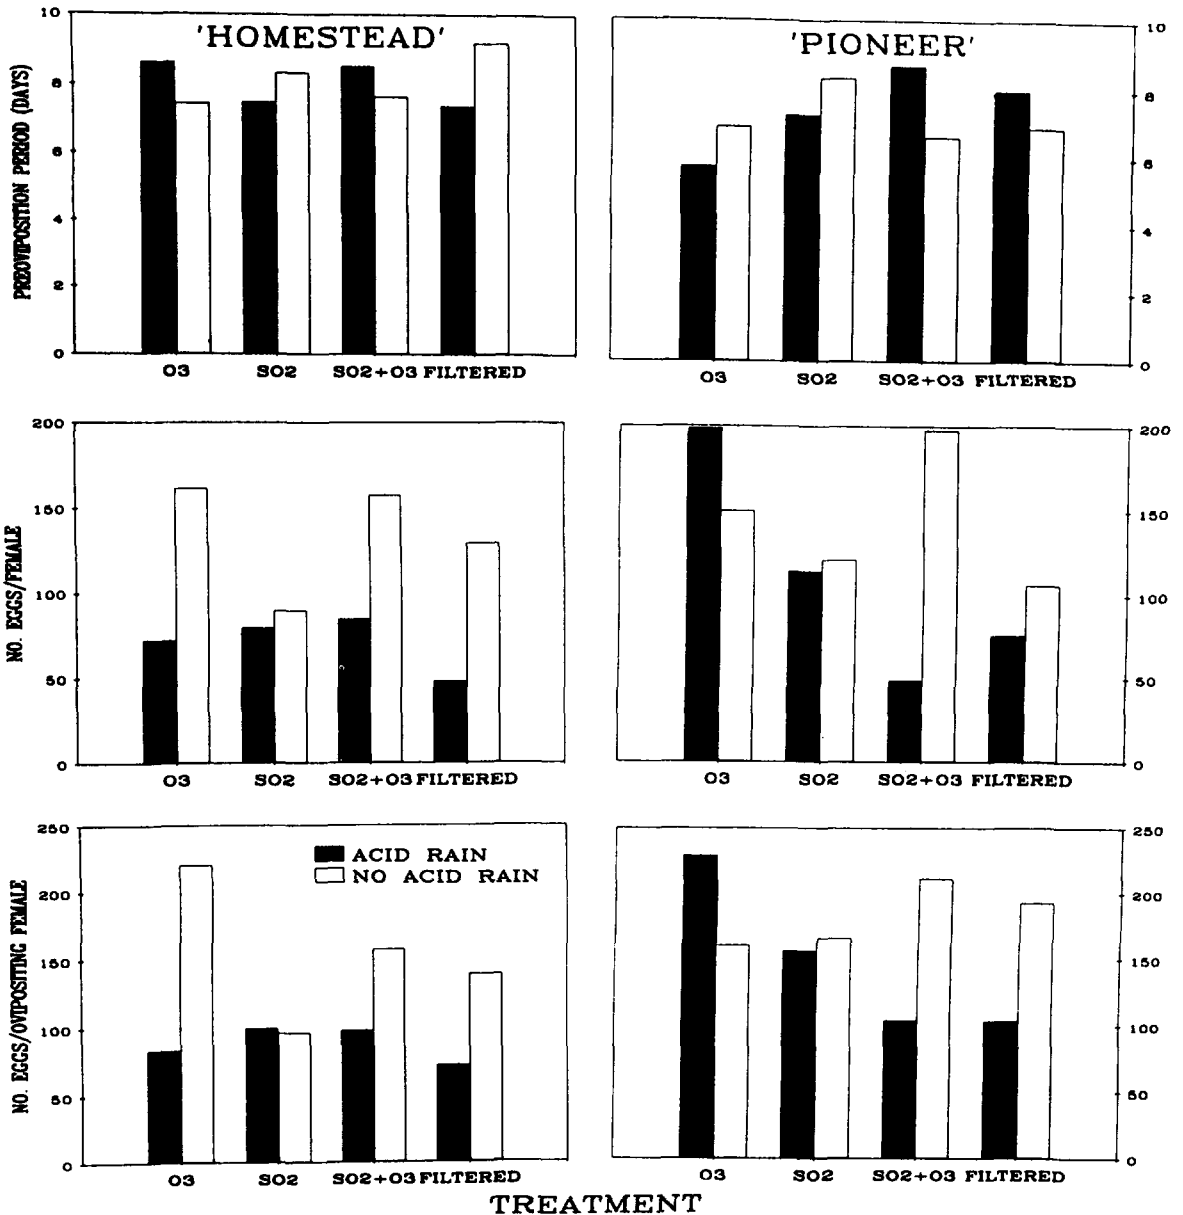 'HOMESTEAD'
'PIONEER'
PREOVIPOSITION PERIOD (DAYS)
10
8
6
4
2
0
10
8
6
4
2
0
O3 SO2 SO2+O3 FILTERED
O3 SO2 SO2+O3 FILTERED
NO. EGGS/FEMALE
200
150
100
50
0
200
150
100
50
0
O3 SO2 SO2+O3 FILTERED
O3 SO2 SO2+O3 FILTERED
NO. EGGS/OVIPOSITING FEMALE
250
200
150
100
50
0
ACID RAIN
NO ACID RAIN
250
200
150
100
50
0
O3 SO2 SO2+O3 FILTERED
O3 SO2 SO2+O3 FILTERED
TREATMENT